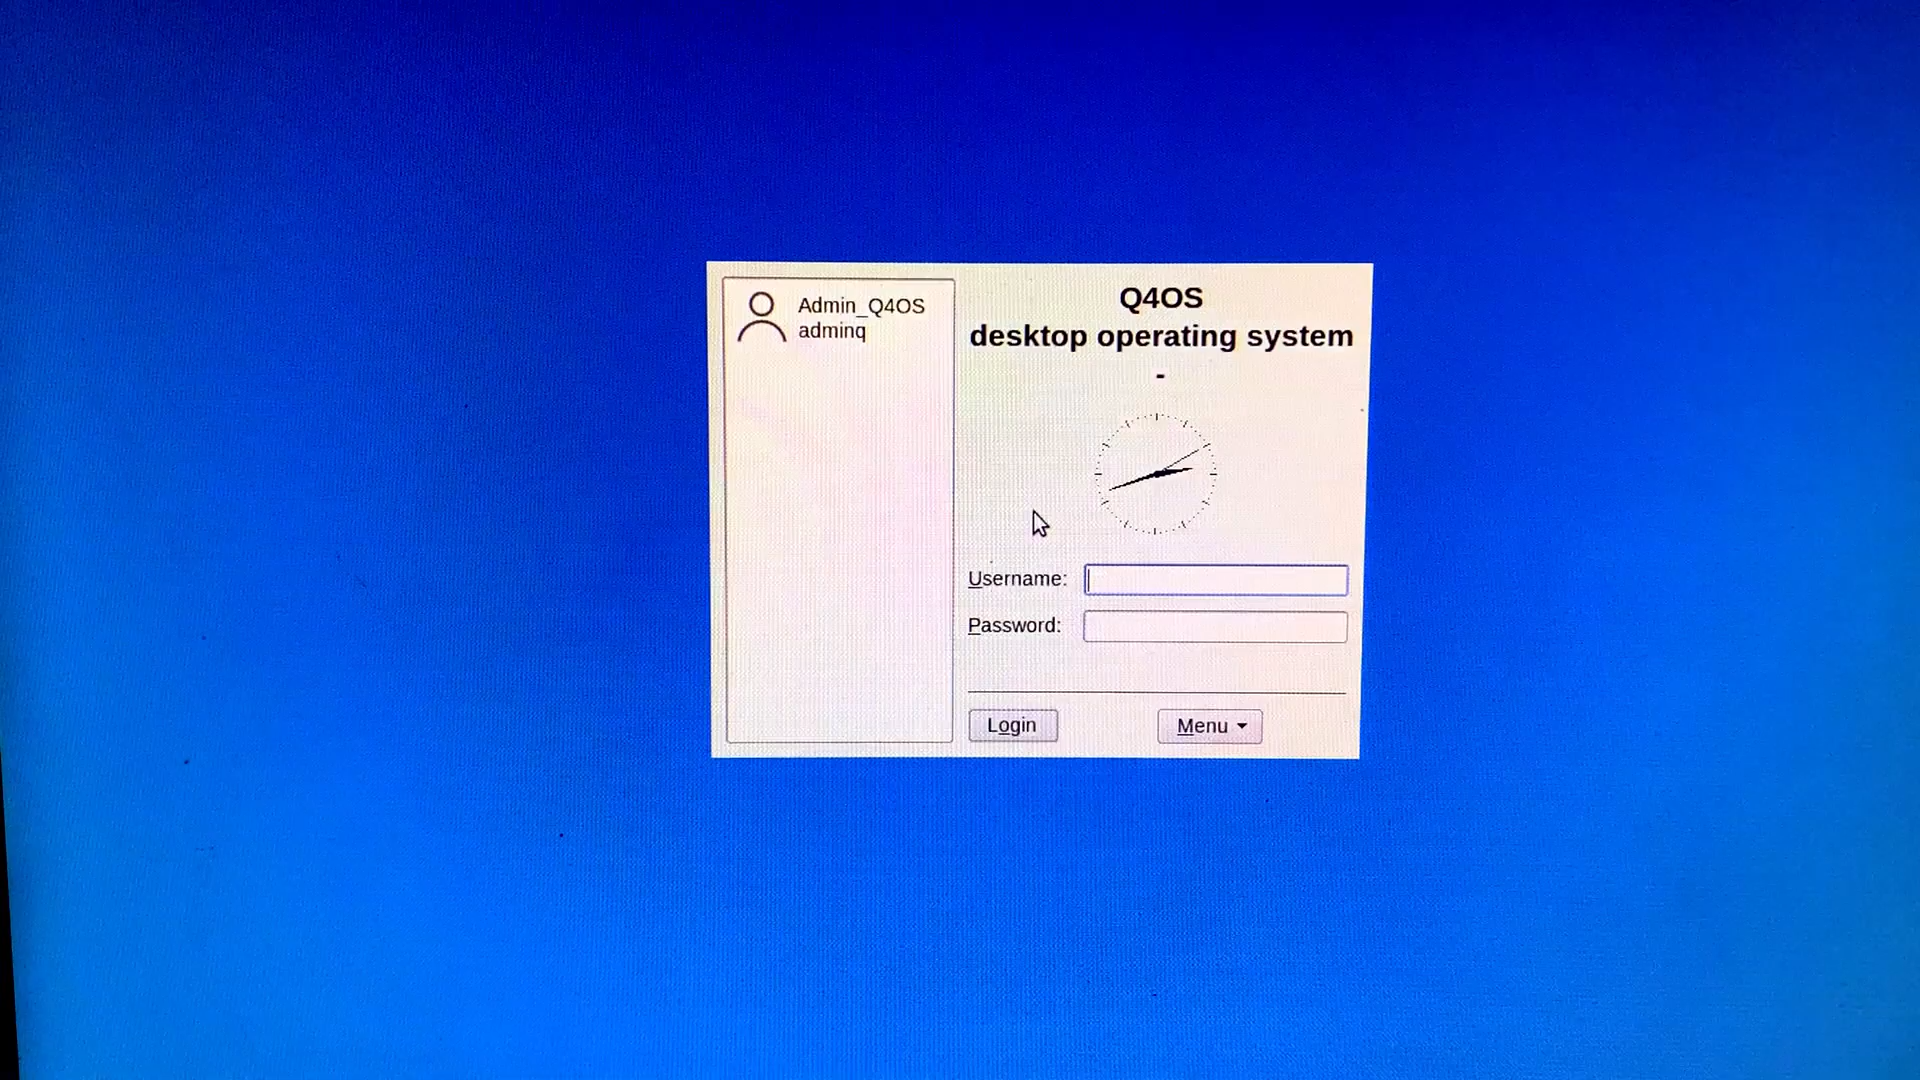 Admin_Q4OS
adminq
Q4OS
desktop operating system
-
Username:
Password:
Login
Menu